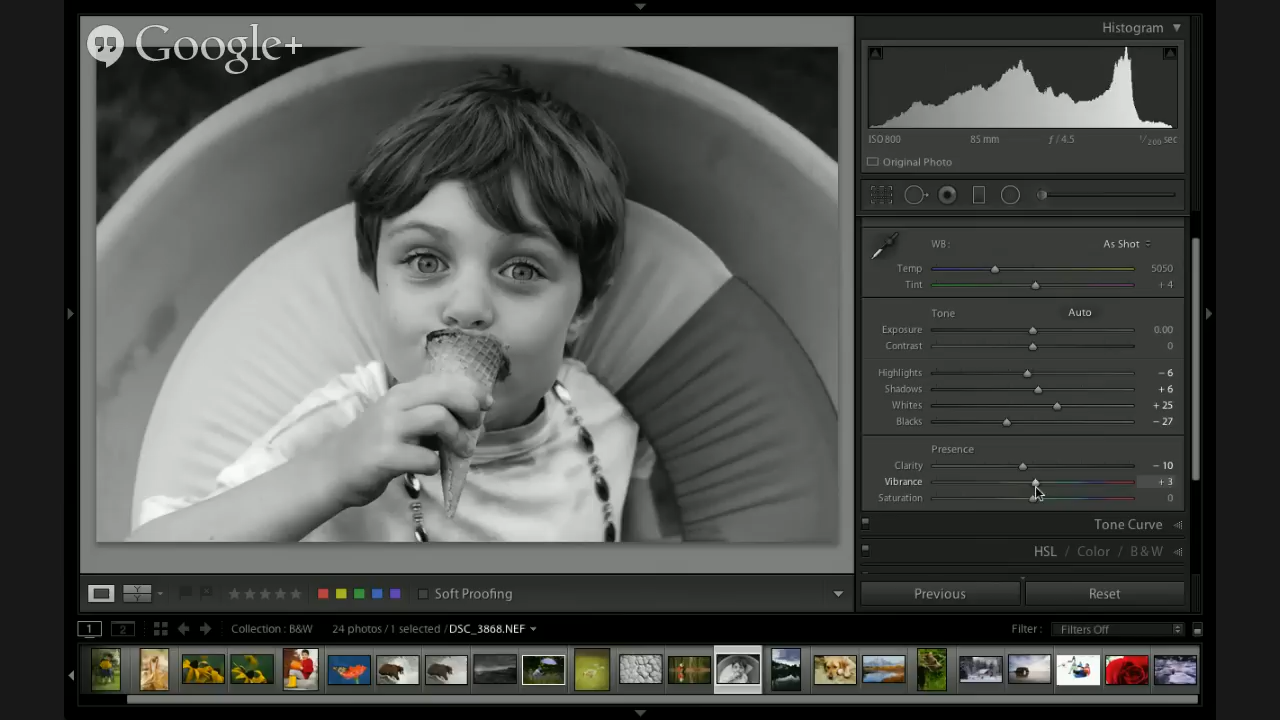 Google+
Histogram
ISO 800 85 mm ƒ / 4.5 1/200 sec
Original Photo
WB : As Shot
Temp 5050
Tint + 4
Tone Auto
Exposure 0.00
Contrast 0
Highlights − 6
Shadows + 6
Whites + 25
Blacks − 27
Presence
Clarity − 10
Vibrance + 3
Saturation 0
Tone Curve
HSL / Color / B & W
Previous Reset
Y Y Soft Proofing
1 2 Collection : B&W 24 photos / 1 selected / DSC_3868.NEF Filter : Filters Off